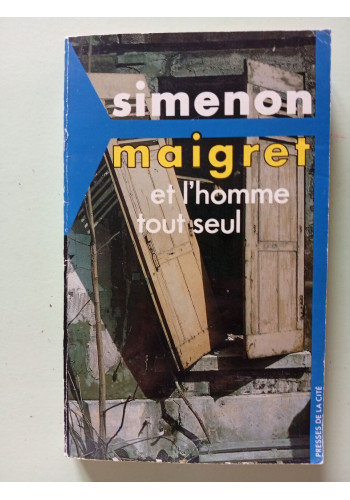 simenon
maigret
et l'homme
tout seul
PRESSES DE LA CITÉ